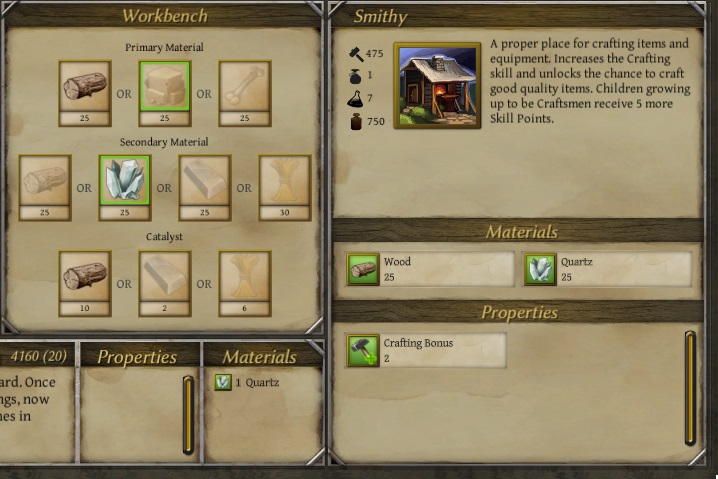 Workbench
Primary Material
25 OR 25 OR 25
Secondary Material
25 OR 25 OR 25 OR 30
Catalyst
10 OR 2 OR 6
4160 (20)
ard. Once
ngs, now
nes in
Properties
Materials
1 Quartz
Smithy
475
1
7
750
A proper place for crafting items and
equipment. Increases the Crafting
skill and unlocks the chance to craft
good quality items. Children growing
up to be Craftsmen receive 5 more
Skill Points.
Materials
Wood
25
Quartz
25
Properties
Crafting Bonus
2